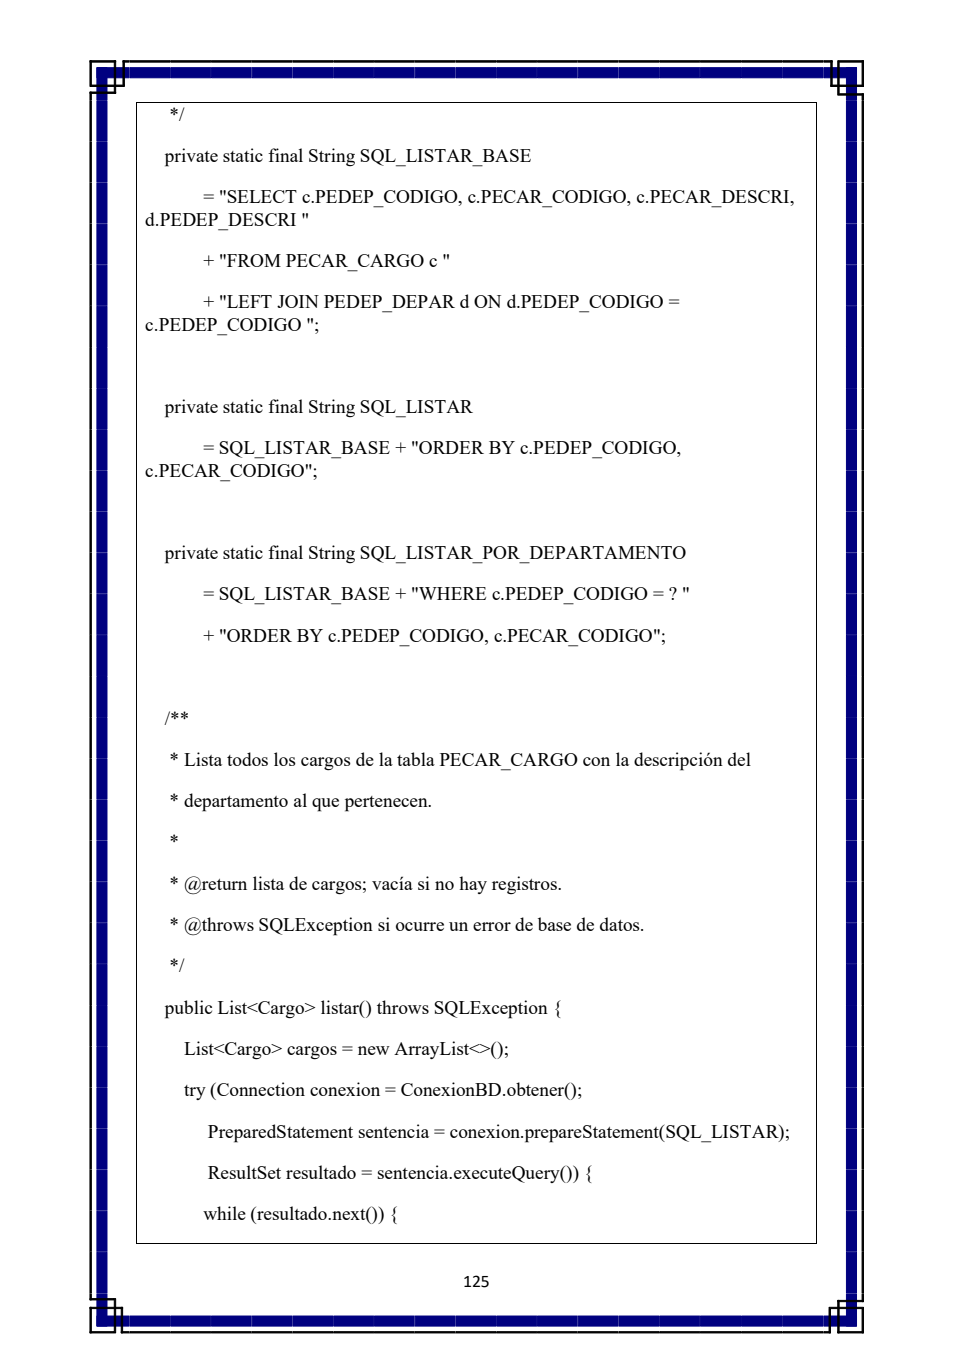 */
private static final String SQL_LISTAR_BASE
= "SELECT c.PEDEP_CODIGO, c.PECAR_CODIGO, c.PECAR_DESCRI,
d.PEDEP_DESCRI "
+ "FROM PECAR_CARGO c "
+ "LEFT JOIN PEDEP_DEPAR d ON d.PEDEP_CODIGO =
c.PEDEP_CODIGO ";
private static final String SQL_LISTAR
= SQL_LISTAR_BASE + "ORDER BY c.PEDEP_CODIGO,
c.PECAR_CODIGO";
private static final String SQL_LISTAR_POR_DEPARTAMENTO
= SQL_LISTAR_BASE + "WHERE c.PEDEP_CODIGO = ? "
+ "ORDER BY c.PEDEP_CODIGO, c.PECAR_CODIGO";
/**
* Lista todos los cargos de la tabla PECAR_CARGO con la descripción del
* departamento al que pertenecen.
*
* @return lista de cargos; vacía si no hay registros.
* @throws SQLException si ocurre un error de base de datos.
*/
public List<Cargo> listar() throws SQLException {
List<Cargo> cargos = new ArrayList<>();
try (Connection conexion = ConexionBD.obtener();
PreparedStatement sentencia = conexion.prepareStatement(SQL_LISTAR);
ResultSet resultado = sentencia.executeQuery()) {
while (resultado.next()) {
125